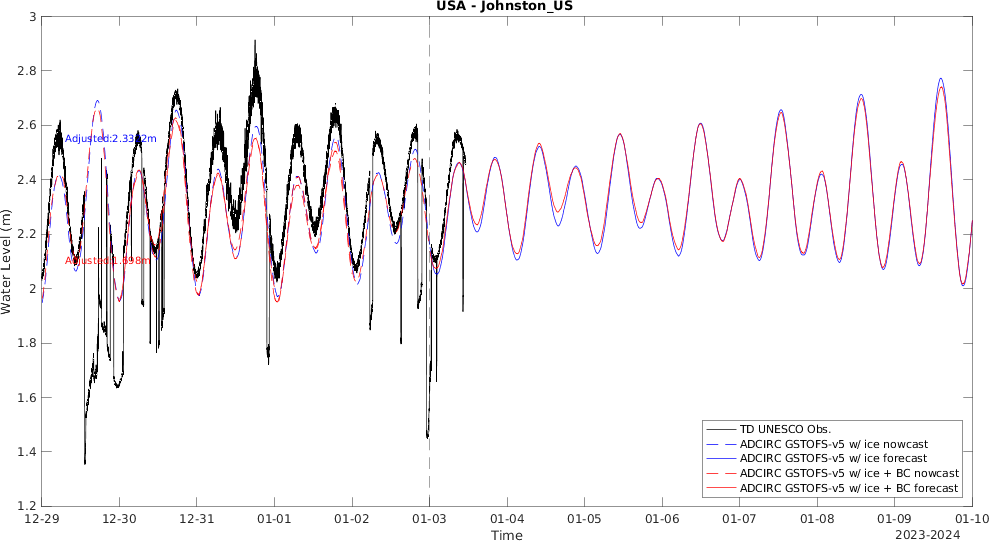 USA - Johnston_US
Water Level (m)
3
2.8
2.6
2.4
2.2
2
1.8
1.6
1.4
1.2
Adjusted:2.3302m
Adjusted:1.898m
TD UNESCO Obs.
ADCIRC GSTOFS-v5 w/ ice nowcast
ADCIRC GSTOFS-v5 w/ ice forecast
ADCIRC GSTOFS-v5 w/ ice + BC nowcast
ADCIRC GSTOFS-v5 w/ ice + BC forecast
12-29 12-30 12-31 01-01 01-02 01-03 01-04 01-05 01-06 01-07 01-08 01-09 01-10
Time
2023-2024